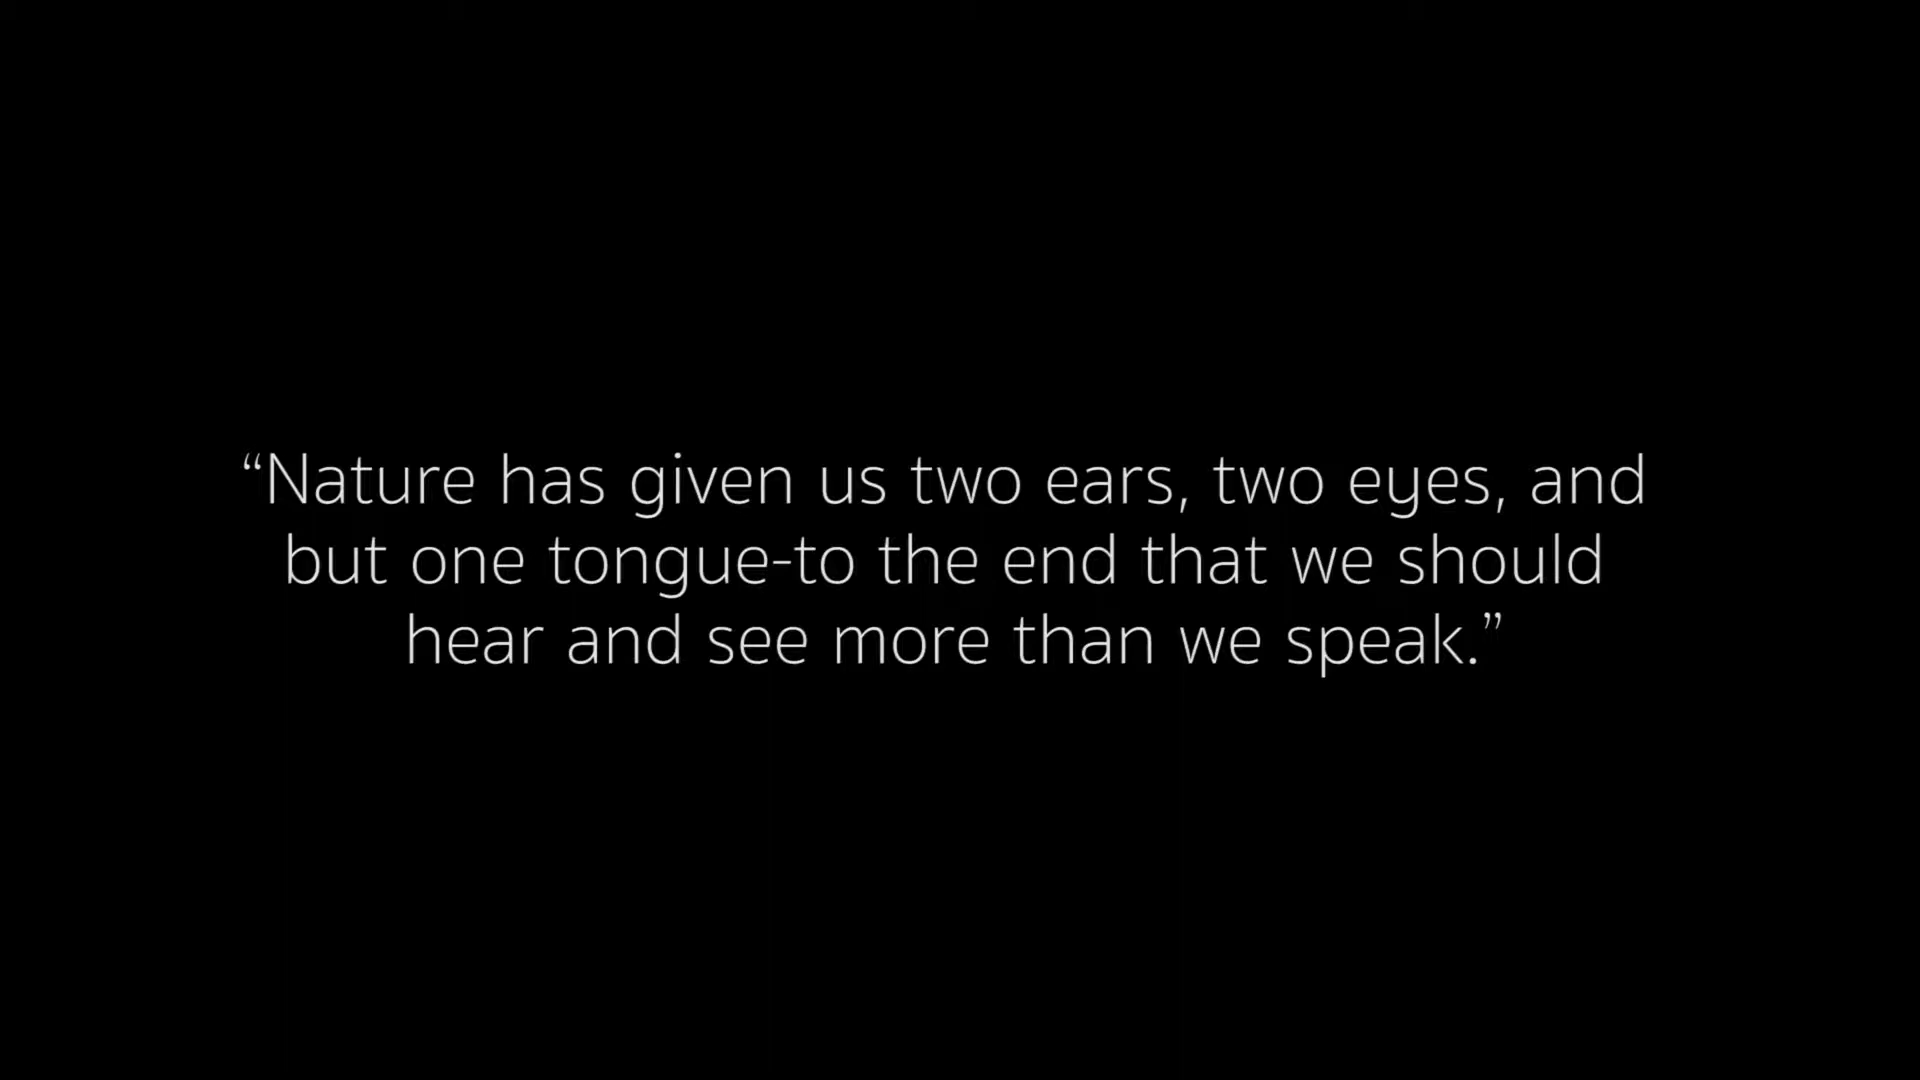 “Nature has given us two ears, two eyes, and
but one tongue-to the end that we should
hear and see more than we speak.”